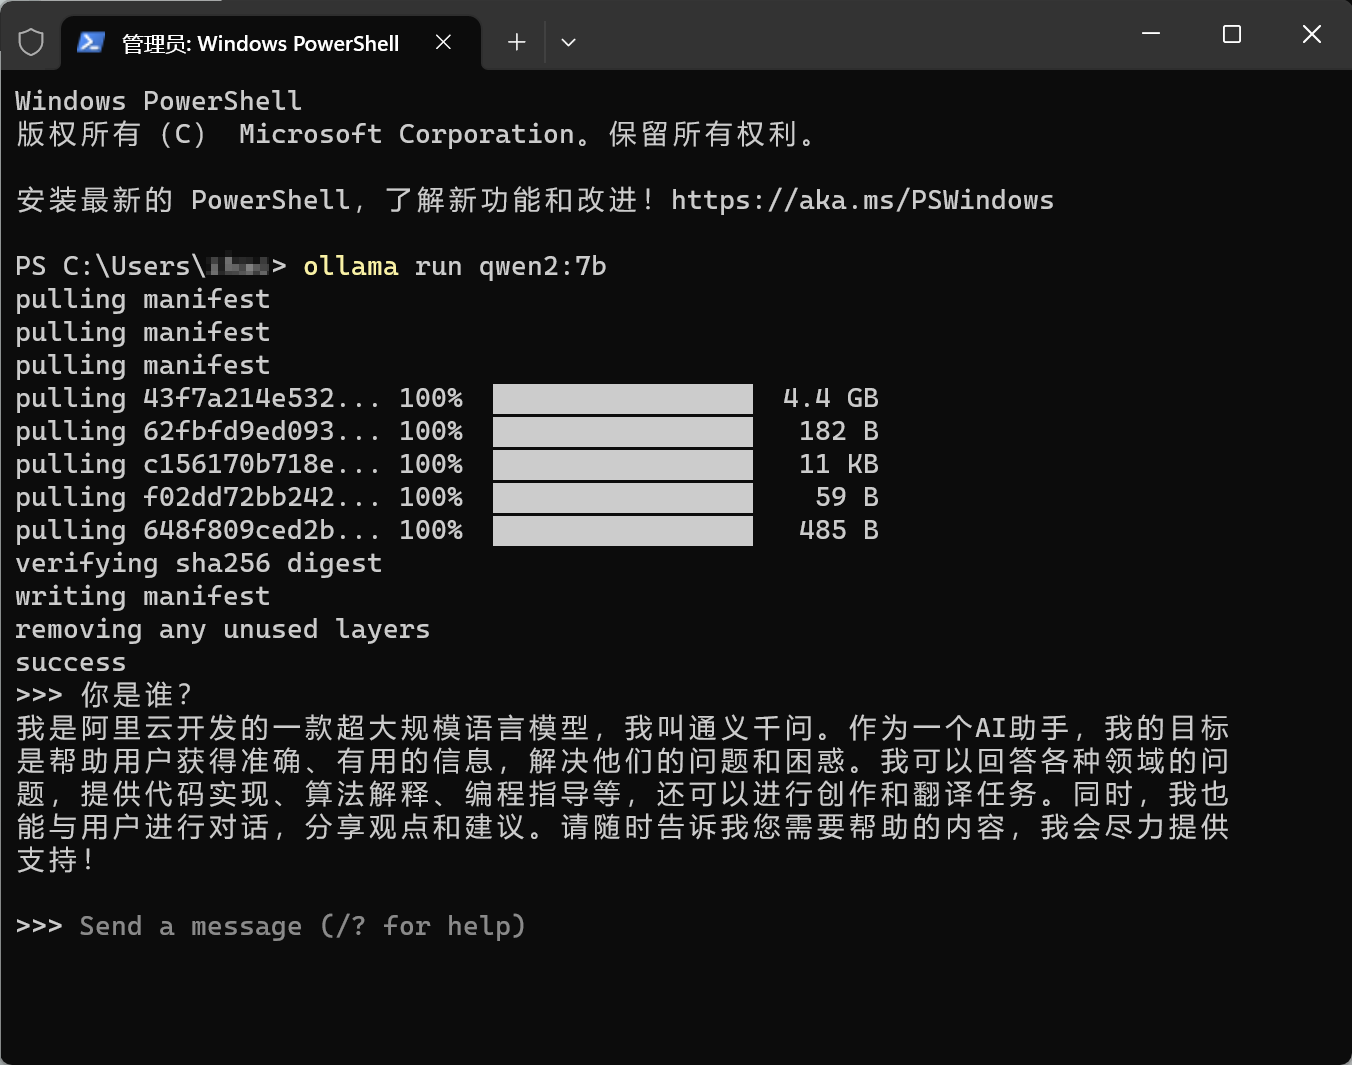 管理员: Windows PowerShell
Windows PowerShell
版权所有（C） Microsoft Corporation。保留所有权利。
安装最新的 PowerShell，了解新功能和改进！https://aka.ms/PSWindows
PS C:\Users\> ollama run qwen2:7b
pulling manifest
pulling manifest
pulling manifest
pulling 43f7a214e532... 100% 4.4 GB
pulling 62fbfd9ed093... 100% 182 B
pulling c156170b718e... 100% 11 KB
pulling f02dd72bb242... 100% 59 B
pulling 648f809ced2b... 100% 485 B
verifying sha256 digest
writing manifest
removing any unused layers
success
>>> 你是谁？
我是阿里云开发的一款超大规模语言模型，我叫通义千问。作为一个AI助手，我的目标
是帮助用户获得准确、有用的信息，解决他们的问题和困惑。我可以回答各种领域的问
题，提供代码实现、算法解释、编程指导等，还可以进行创作和翻译任务。同时，我也
能与用户进行对话，分享观点和建议。请随时告诉我您需要帮助的内容，我会尽力提供
支持！
>>> Send a message (/? for help)